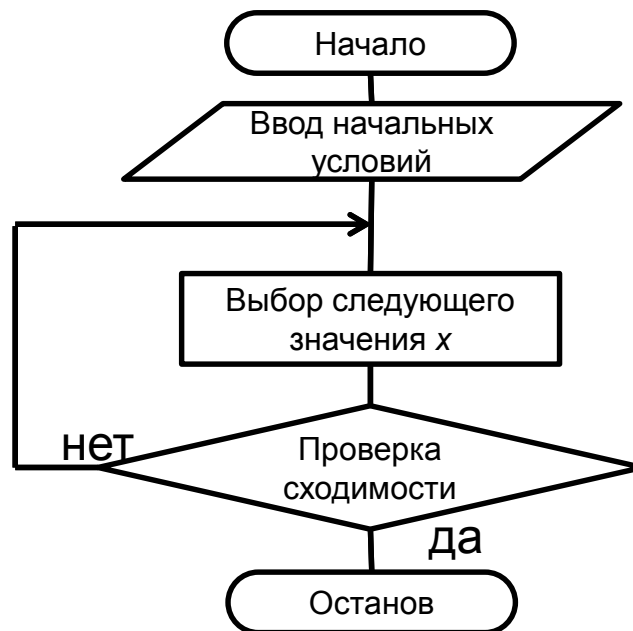 Начало
Ввод начальных
условий
Выбор следующего
значения x
нет
Проверка
сходимости
да
Останов